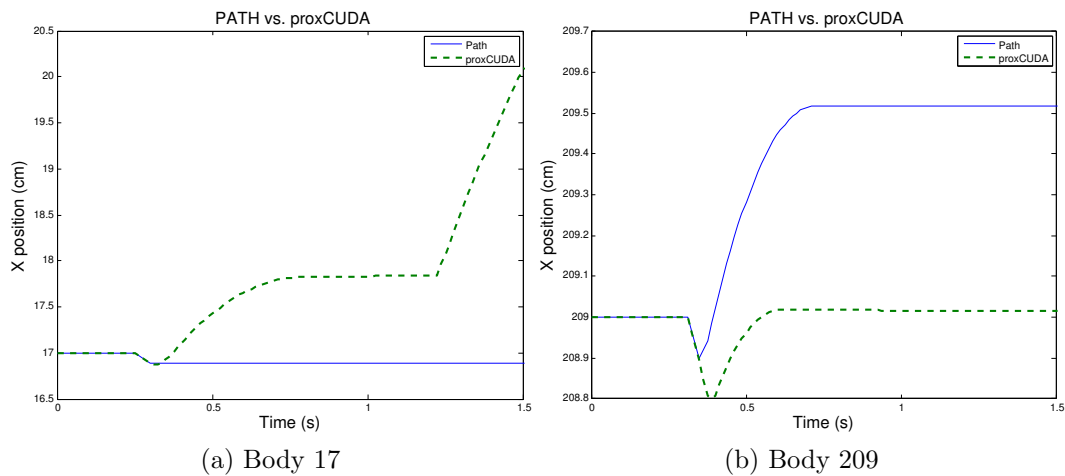 PATH vs. proxCUDA
20.5
20
19.5
19
18.5
18
17.5
17
16.5
X position (cm)
0
0.5
1
1.5
Time (s)
Path
proxCUDA
(a) Body 17
PATH vs. proxCUDA
209.7
209.6
209.5
209.4
209.3
209.2
209.1
209
208.9
208.8
X position (cm)
0
0.5
1
1.5
Time (s)
Path
proxCUDA
(b) Body 209